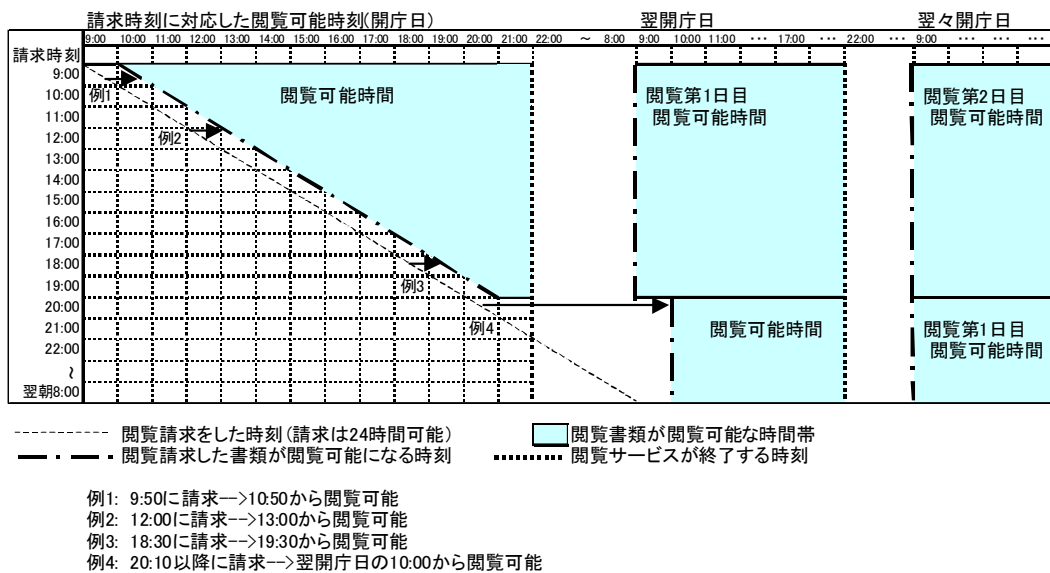 請求時刻に対応した閲覧可能時刻(開庁日) 翌開庁日 翌々開庁日
9:00 10:00 11:00 12:00 13:00 14:00 15:00 16:00 17:00 18:00 19:00 20:00 21:00 22:00 ～ 8:00 9:00 1000 11:00 ･･･ 17:00 ･･･ 22:00 ･･･ 9:00 ･･･ ･･･ ･･･
請求時刻
9:00
10:00
11:00
12:00
13:00
14:00
15:00
16:00
17:00
18:00
19:00
20:00
21:00
22:00
～
翌朝8:00
例1
例2
例3
例4
閲覧可能時間
閲覧第1日目
閲覧可能時間
閲覧第2日目
閲覧可能時間
閲覧可能時間
閲覧第1日目
閲覧可能時間
閲覧請求をした時刻(請求は24時間可能) 閲覧書類が閲覧可能な時間帯
閲覧請求した書類が閲覧可能になる時刻 閲覧サービスが終了する時刻
例1: 9:50に請求-->10:50から閲覧可能
例2: 12:00に請求-->13:00から閲覧可能
例3: 18:30に請求-->19:30から閲覧可能
例4: 20:10以降に請求-->翌開庁日の10:00から閲覧可能